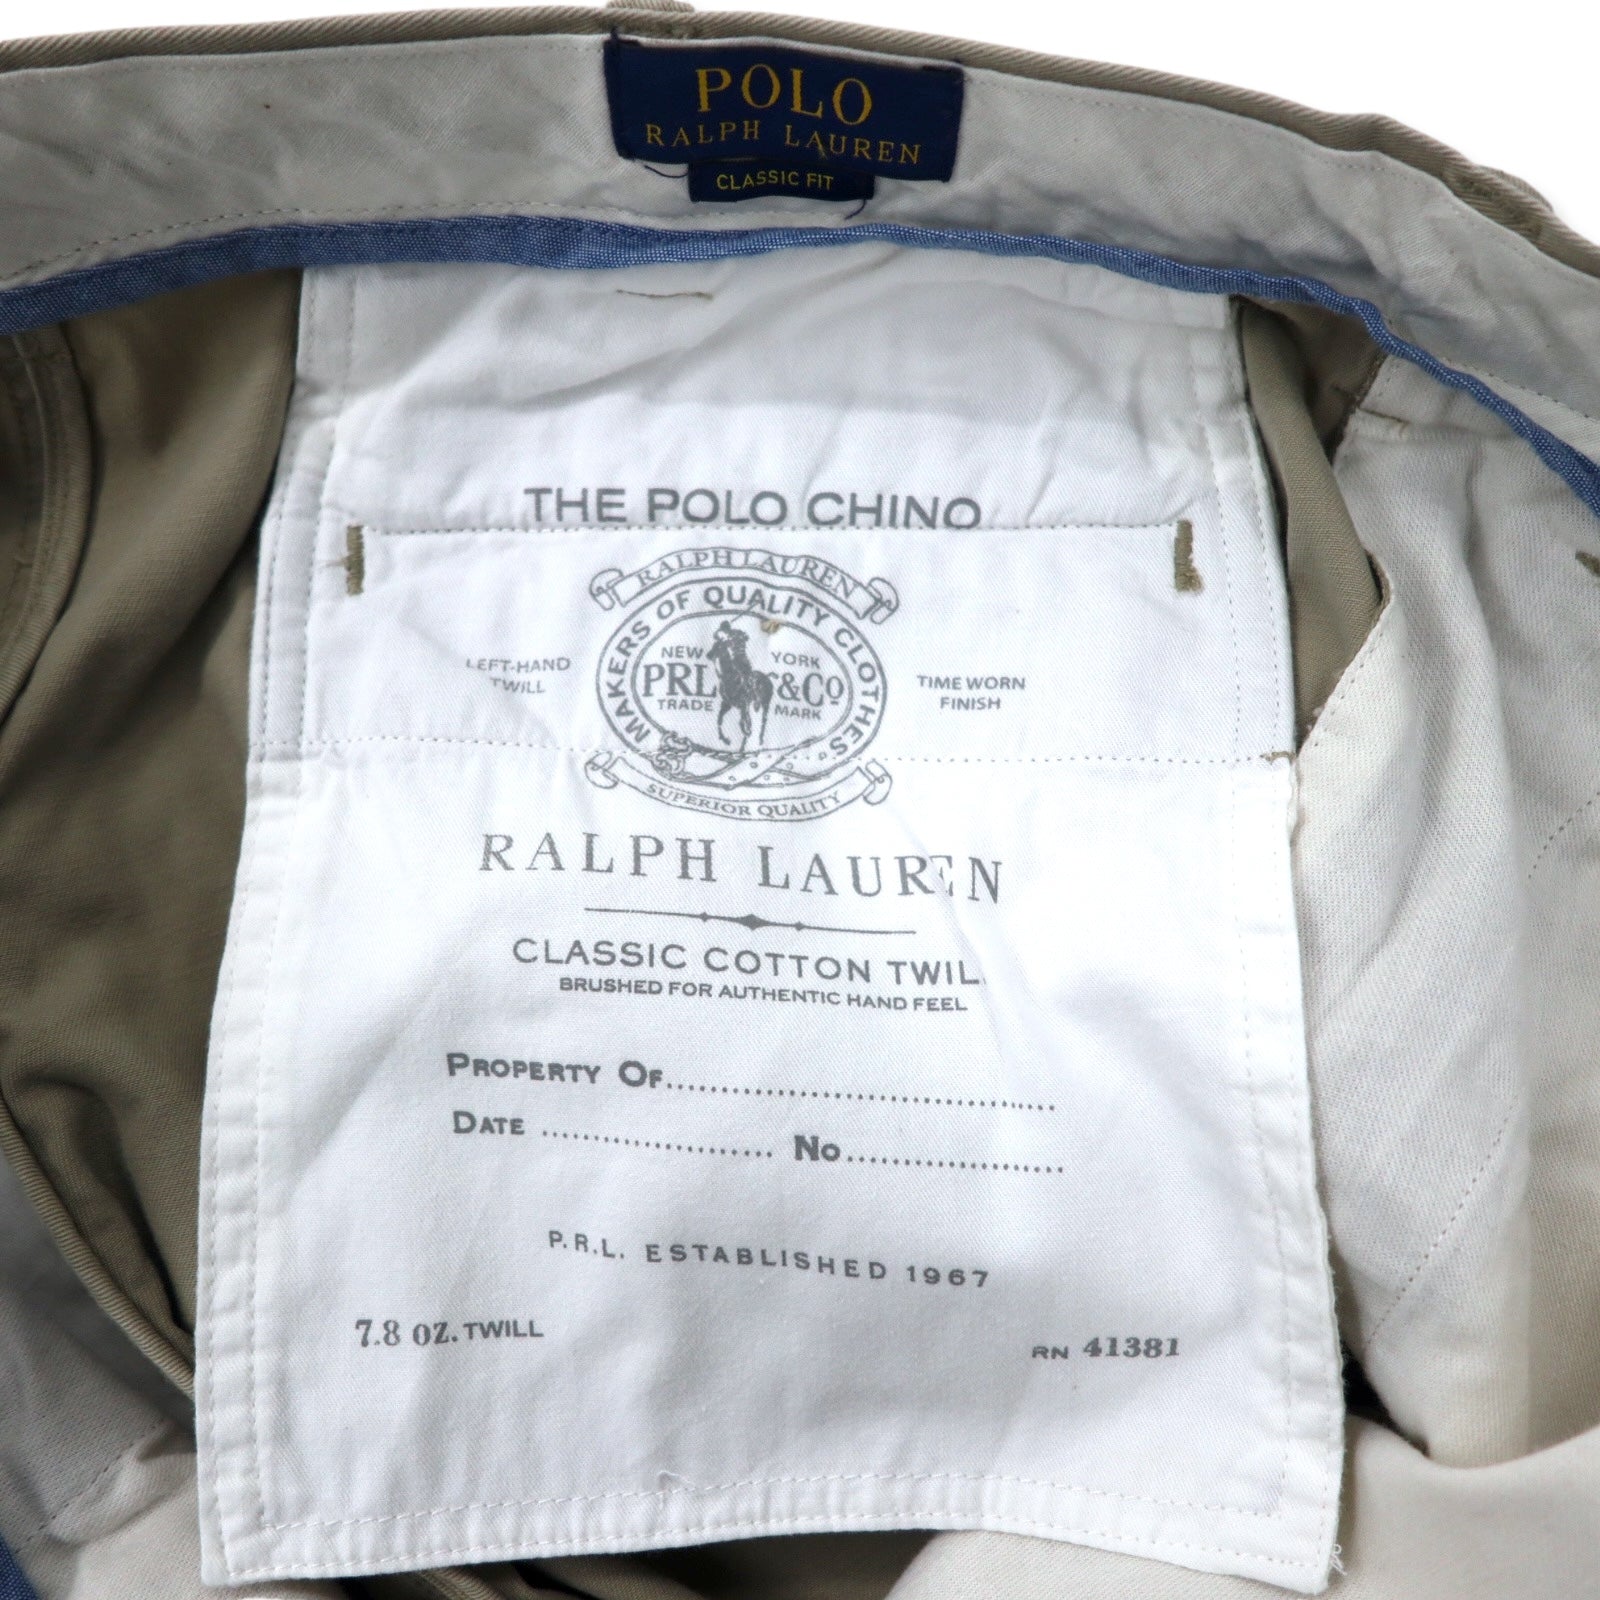 POLO
RALPH LAUREN
CLASSIC FIT
THE POLO CHINO
RALPH LAUREN
MAKERS OF QUALITY CLOTHES.
NEW YORK
PRL &Co
TRADE MARK
SUPERIOR QUALITY
LEFT-HAND
TWILL
TIME WORN
FINISH
RALPH LAUREN
CLASSIC COTTON TWIL
BRUSHED FOR AUTHENTIC HAND FEEL
PROPERTY OF
DATE No
P.R.L. ESTABLISHED 1967
7.8 OZ. TWILL
RN 41381